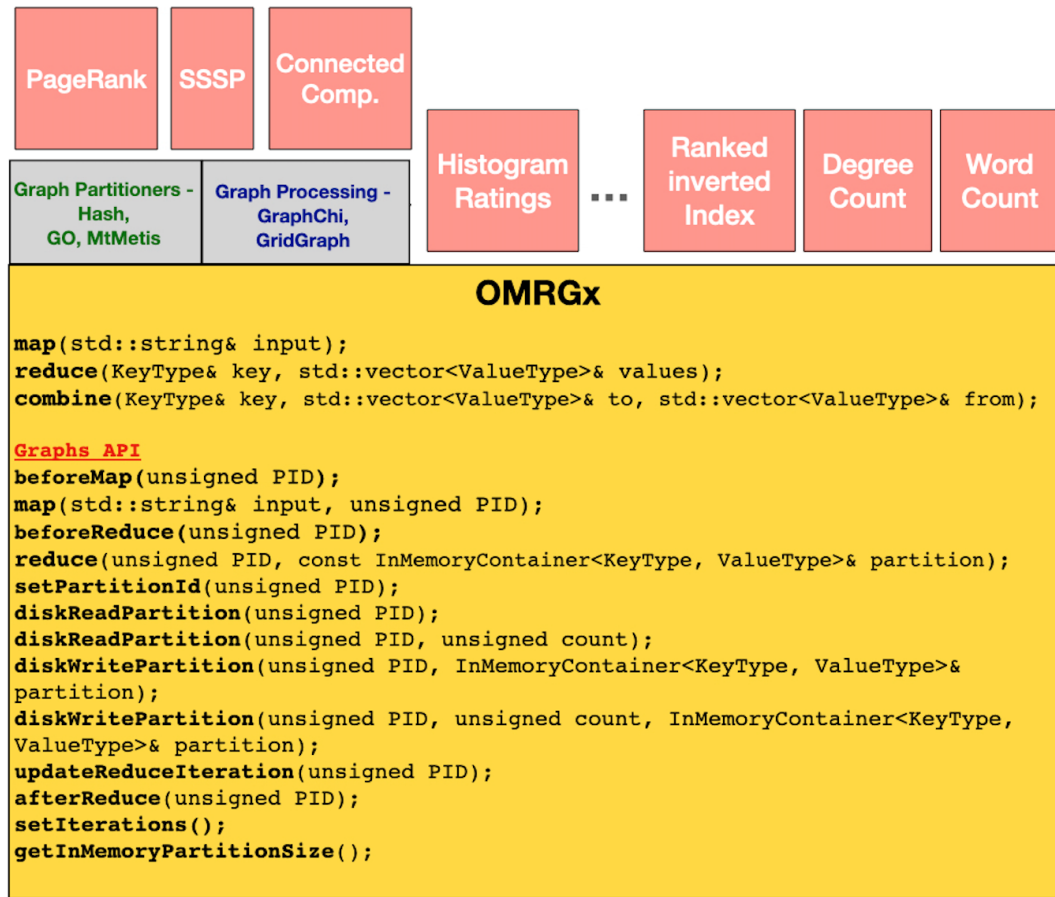 PageRank
SSSP
Connected
Comp.
Histogram
Ratings
...
Ranked
inverted
Index
Degree
Count
Word
Count
Graph Partitioners -
Hash,
GO, MtMetis
Graph Processing -
GraphChi,
GridGraph
OMRGx
map(std::string& input);
reduce(KeyType& key, std::vector<ValueType>& values);
combine(KeyType& key, std::vector<ValueType>& to, std::vector<ValueType>& from);
Graphs API
beforeMap(unsigned PID);
map(std::string& input, unsigned PID);
beforeReduce(unsigned PID);
reduce(unsigned PID, const InMemoryContainer<KeyType, ValueType>& partition);
setPartitionId(unsigned PID);
diskReadPartition(unsigned PID);
diskReadPartition(unsigned PID, unsigned count);
diskWritePartition(unsigned PID, InMemoryContainer<KeyType, ValueType>&
partition);
diskWritePartition(unsigned PID, unsigned count, InMemoryContainer<KeyType,
ValueType>& partition);
updateReduceIteration(unsigned PID);
afterReduce(unsigned PID);
setIterations();
getInMemoryPartitionSize();